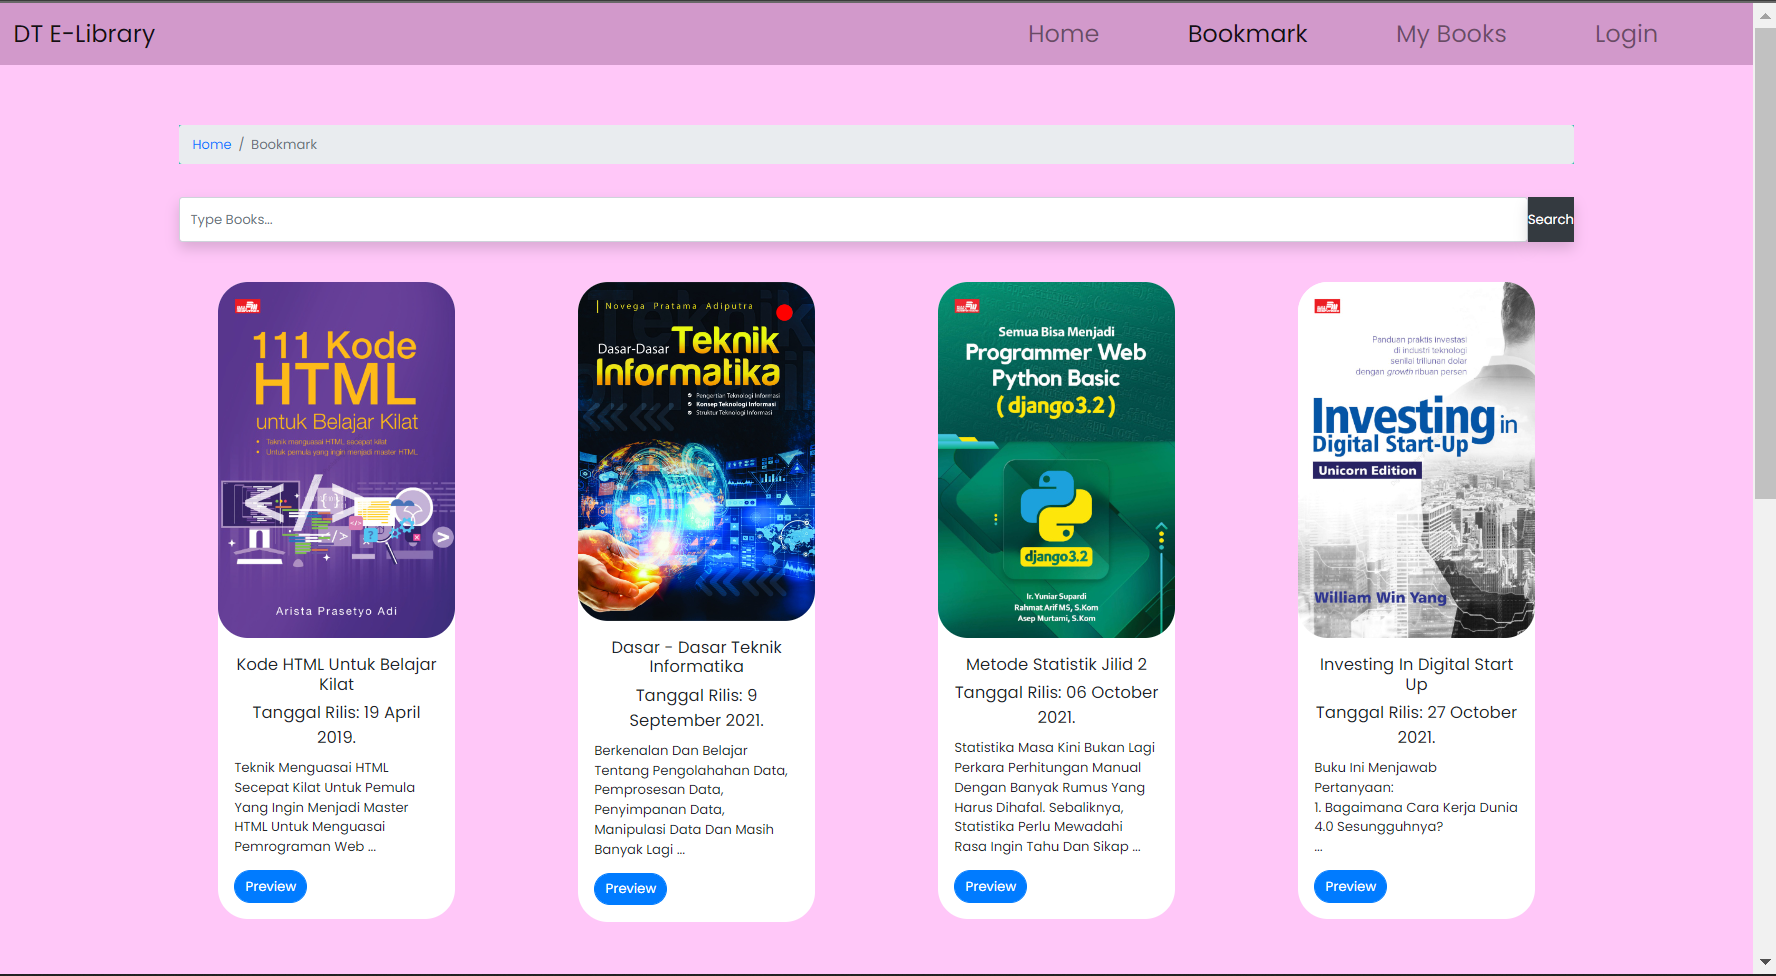 DT E-Library
Home
Bookmark
My Books
Login
Home / Bookmark
Type Books...
Search
111 Kode
HTML
untuk Belajar Kilat
• Teknik menguasai HTML secepat kilat
• Untuk pemula yang ingin menjadi master HTML
Arista Prasetyo Adi
Kode HTML Untuk Belajar
Kilat
Tanggal Rilis: 19 April
2019.
Teknik Menguasai HTML
Secepat Kilat Untuk Pemula
Yang Ingin Menjadi Master
HTML Untuk Menguasai
Pemrograman Web ...
Preview
Novega Pratama Adiputra
Dasar-Dasar Teknik
Informatika
Pengertian Teknologi Informasi
Konsep Teknologi Informasi
Struktur Teknologi Informasi
Dasar - Dasar Teknik
Informatika
Tanggal Rilis: 9
September 2021.
Berkenalan Dan Belajar
Tentang Pengolahahan Data,
Pemprosesan Data,
Penyimpanan Data,
Manipulasi Data Dan Masih
Banyak Lagi ...
Preview
Semua Bisa Menjadi
Programmer Web
Python Basic
(django3.2)
django3.2
Ir. Yuniar Supardi
Rahmat Arif MS, S.Kom
Asep Murtami, S.Kom
Metode Statistik Jilid 2
Tanggal Rilis: 06 October
2021.
Statistika Masa Kini Bukan Lagi
Perkara Perhitungan Manual
Dengan Banyak Rumus Yang
Harus Dihafal. Sebaliknya,
Statistika Perlu Mewadahi
Rasa Ingin Tahu Dan Sikap ...
Preview
Panduan praktis investasi
di industri teknologi
senilai triliunan dolar
dengan growth ribuan persen.
Investing in
Digital Start-Up
Unicorn Edition
William Win Yang
Investing In Digital Start
Up
Tanggal Rilis: 27 October
2021.
Buku Ini Menjawab
Pertanyaan:
1. Bagaimana Cara Kerja Dunia
4.0 Sesungguhnya?
...
Preview